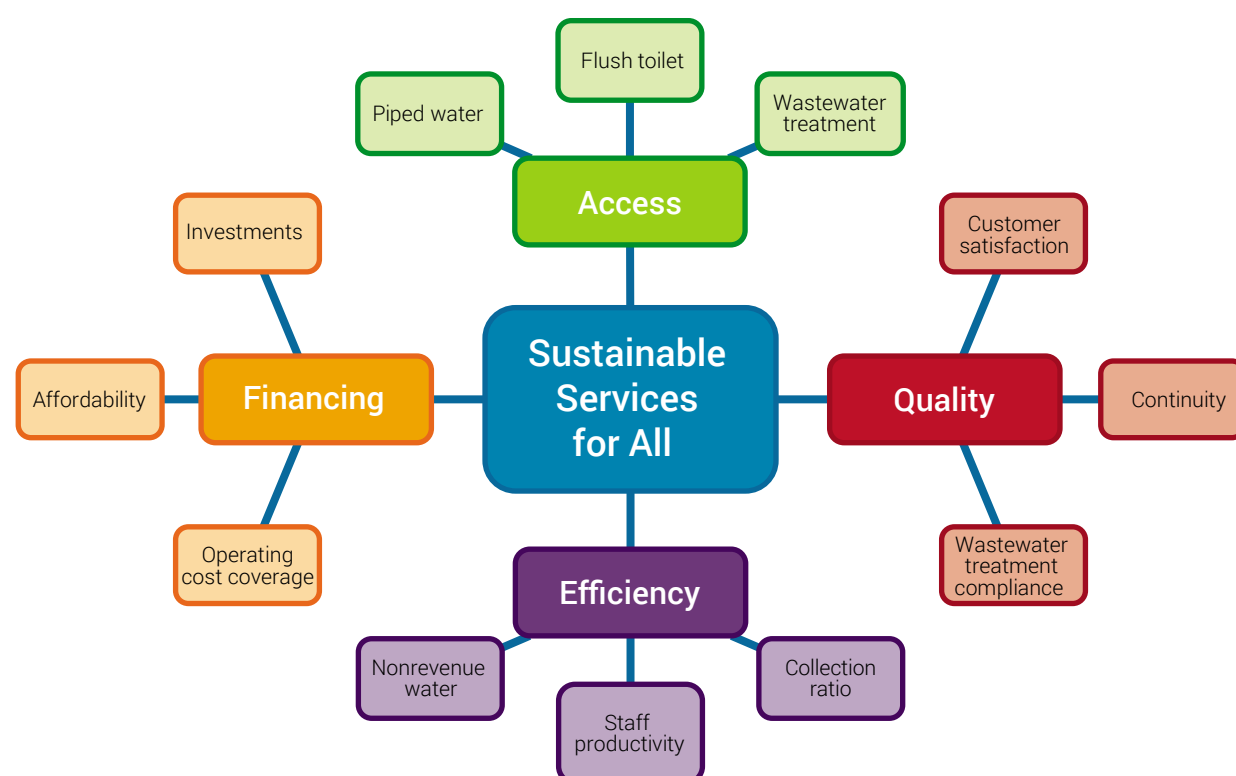 Flush toilet
Piped water
Wastewater
treatment
Access
Investments
Customer
satisfaction
Sustainable
Services
for All
Affordability
Financing
Quality
Continuity
Operating
cost coverage
Wastewater
treatment
compliance
Efficiency
Nonrevenue
water
Collection
ratio
Staff
productivity